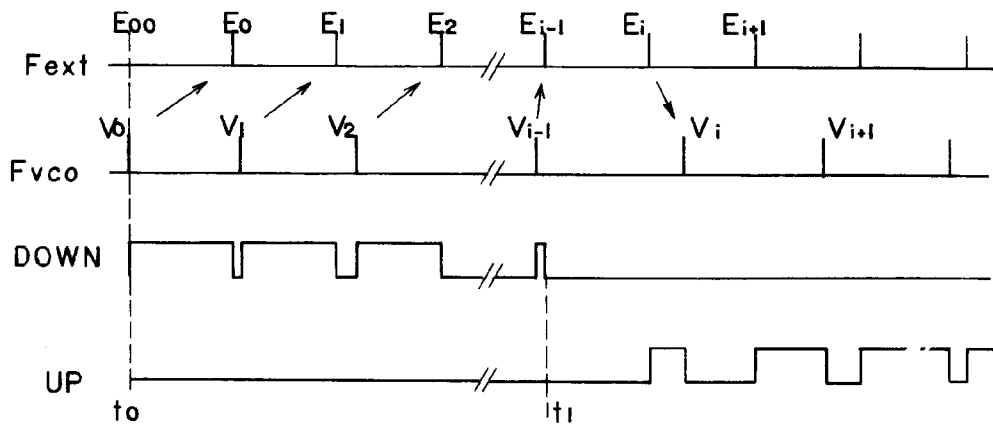 E00 E0 E1 E2 Ei-1 Ei Ei+1
Fext
V0 V1 V2 Vi-1 Vi Vi+1
Fvco
DOWN
UP
t0 t1